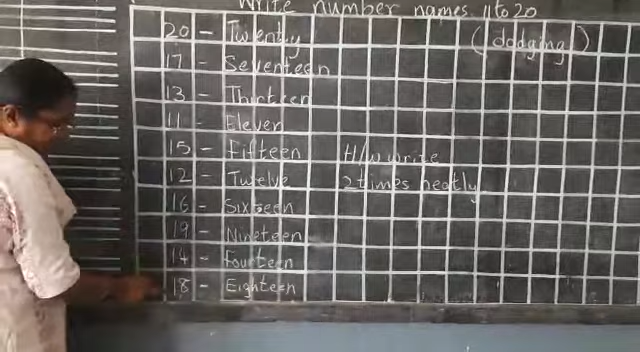 Write number names 11 to 20
20 - Twenty
( dodging )
17 - Seventeen
13 - Thirteen
11 - Eleven
15 - Fifteen
H/w write
12 - Twelve
2 times neatly
16 - Sixteen
19 - Nineteen
14 - Fourteen
18 - Eighteen